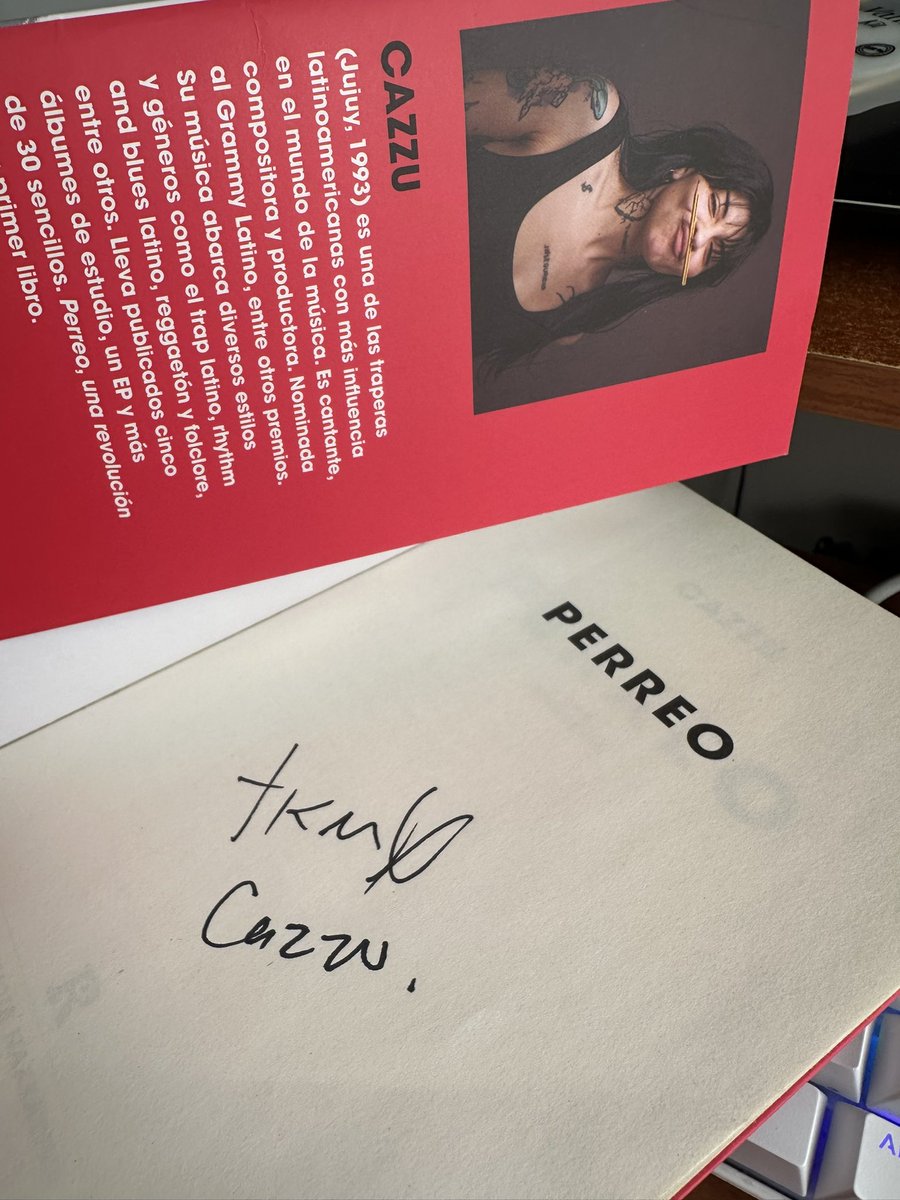 CAZZU
(Jujuy, 1993) es una de las traperas
latinoamericanas con más influencia
en el mundo de la música. Es cantante,
compositora y productora. Nominada
al Grammy Latino, entre otros premios.
Su música abarca diversos estilos
y géneros como el trap latino, rhythm
and blues latino, reggaetón y folclore,
entre otros. Lleva publicados cinco
álbumes de estudio, un EP y más
de 30 sencillos. Perreo, una revolución
primer libro.
PERREO
tkm
Cazzu.